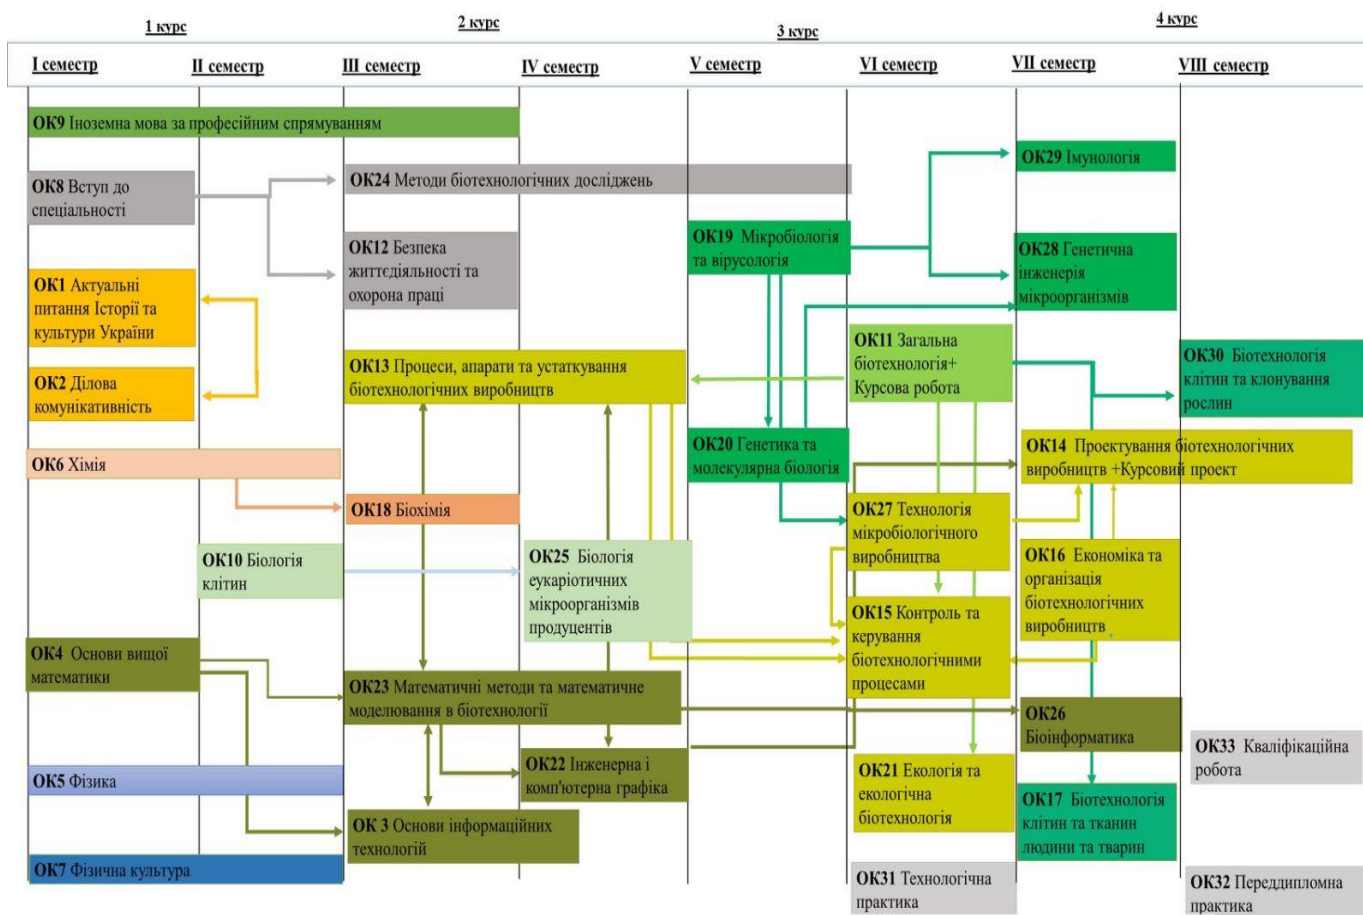 1 курс
2 курс
3 курс
4 курс
I семестр
II семестр
III семестр
IV семестр
V семестр
VI семестр
VII семестр
VIII семестр
ОК9 Іноземна мова за професійним спрямуванням
ОК8 Вступ до
спеціальності
ОК24 Методи біотехнологічних досліджень
ОК29 Імунологія
ОК12 Безпека
життєдіяльності та
охорона праці
ОК19 Мікробіологія
та вірусологія
ОК28 Генетична
інженерія
мікроорганізмів
ОК1 Актуальні
питання Історії та
культури України
ОК2 Ділова
комунікативність
ОК13 Процеси, апарати та устаткування
біотехнологічних виробництв
ОК11 Загальна
біотехнологія+
Курсова робота
ОК30 Біотехнологія
клітин та клонування
рослин
ОК6 Хімія
ОК20 Генетика та
молекулярна біологія
ОК14 Проектування біотехнологічних
виробництв +Курсовий проект
ОК18 Біохімія
ОК27 Технологія
мікробіологічного
виробництва
ОК10 Біологія
клітин
ОК25 Біологія
еукаріотичних
мікроорганізмів
продуцентів
ОК16 Економіка та
організація
біотехнологічних
виробництв
ОК15 Контроль та
керування
біотехнологічними
процесами
ОК4 Основи вищої
математики
ОК23 Математичні методи та математичне
моделювання в біотехнології
ОК26
Біоінформатика
ОК33 Кваліфікаційна
робота
ОК5 Фізика
ОК22 Інженерна і
комп'ютерна графіка
ОК21 Екологія та
екологічна
біотехнологія
ОК17 Біотехнологія
клітин та тканин
людини та тварин
ОК 3 Основи інформаційних
технологій
ОК7 Фізична культура
ОК31 Технологічна
практика
ОК32 Переддипломна
практика